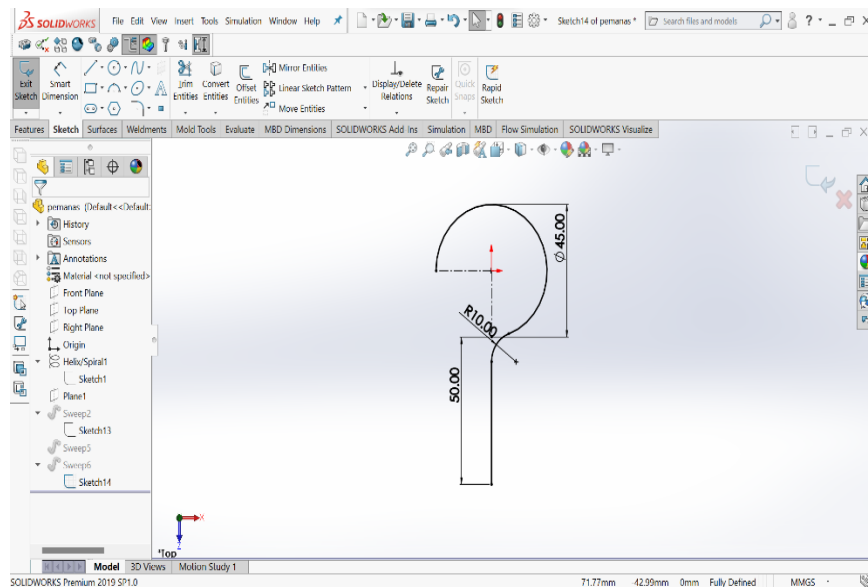 SOLIDWORKS File Edit View Insert Tools Simulation Window Help Sketch14 of pemanas * Search files and models
Exit Sketch Smart Dimension Trim Entities Convert Entities Offset Entities Mirror Entities Linear Sketch Pattern Move Entities Display/Delete Relations Repair Sketch Quick Snaps Rapid Sketch
Features Sketch Surfaces Weldments Mold Tools Evaluate MBD Dimensions SOLIDWORKS Add-Ins Simulation MBD Flow Simulation SOLIDWORKS Visualize
pemanas (Default<<Default:
History
Sensors
Annotations
Material <not specified>
Front Plane
Top Plane
Right Plane
Origin
Helix/Spiral1
Sketch1
Plane1
Sweep2
Sketch13
Sweep5
Sweep6
Sketch14
Ø 45.00
R10.00
50.00
X
Z
*Top
Model 3D Views Motion Study 1
SOLIDWORKS Premium 2019 SP1.0 71.77mm -42.99mm 0mm Fully Defined MMGS